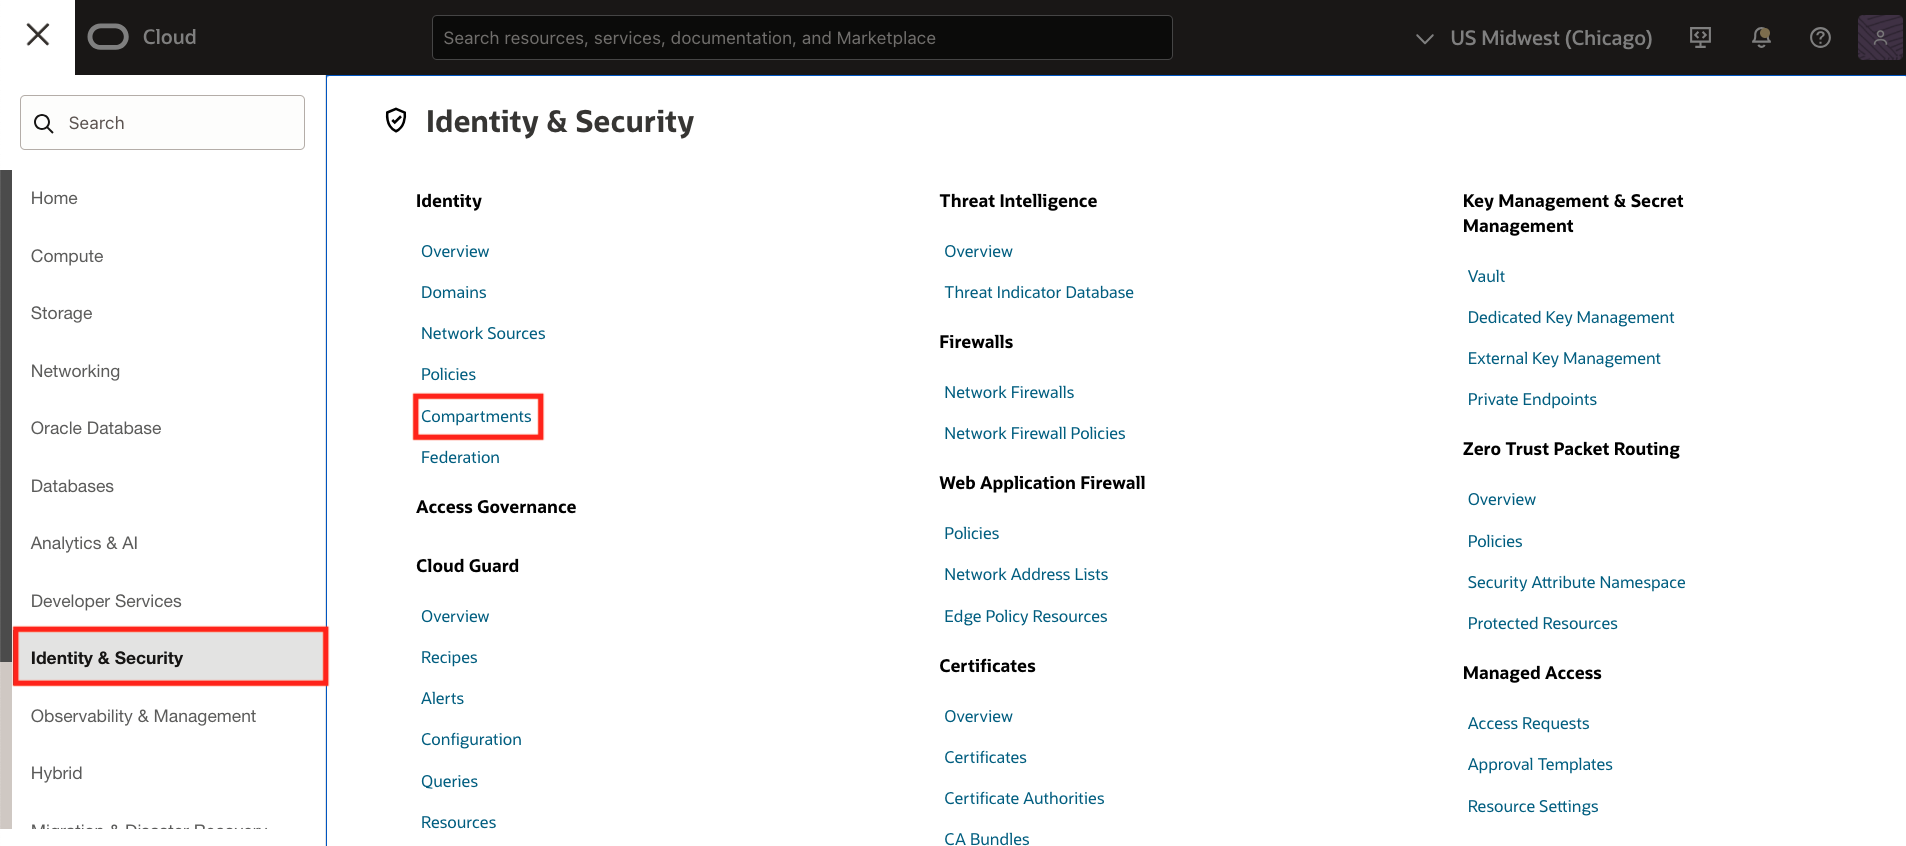 Cloud
Search resources, services, documentation, and Marketplace
US Midwest (Chicago)
Search
Home
Compute
Storage
Networking
Oracle Database
Databases
Analytics & AI
Developer Services
Identity & Security
Observability & Management
Hybrid
Migration & Disaster Recovery
Identity & Security
Identity
Overview
Domains
Network Sources
Policies
Compartments
Federation
Access Governance
Cloud Guard
Overview
Recipes
Alerts
Configuration
Queries
Resources
Threat Intelligence
Overview
Threat Indicator Database
Firewalls
Network Firewalls
Network Firewall Policies
Web Application Firewall
Policies
Network Address Lists
Edge Policy Resources
Certificates
Overview
Certificates
Certificate Authorities
CA Bundles
Key Management & Secret
Management
Vault
Dedicated Key Management
External Key Management
Private Endpoints
Zero Trust Packet Routing
Overview
Policies
Security Attribute Namespace
Protected Resources
Managed Access
Access Requests
Approval Templates
Resource Settings